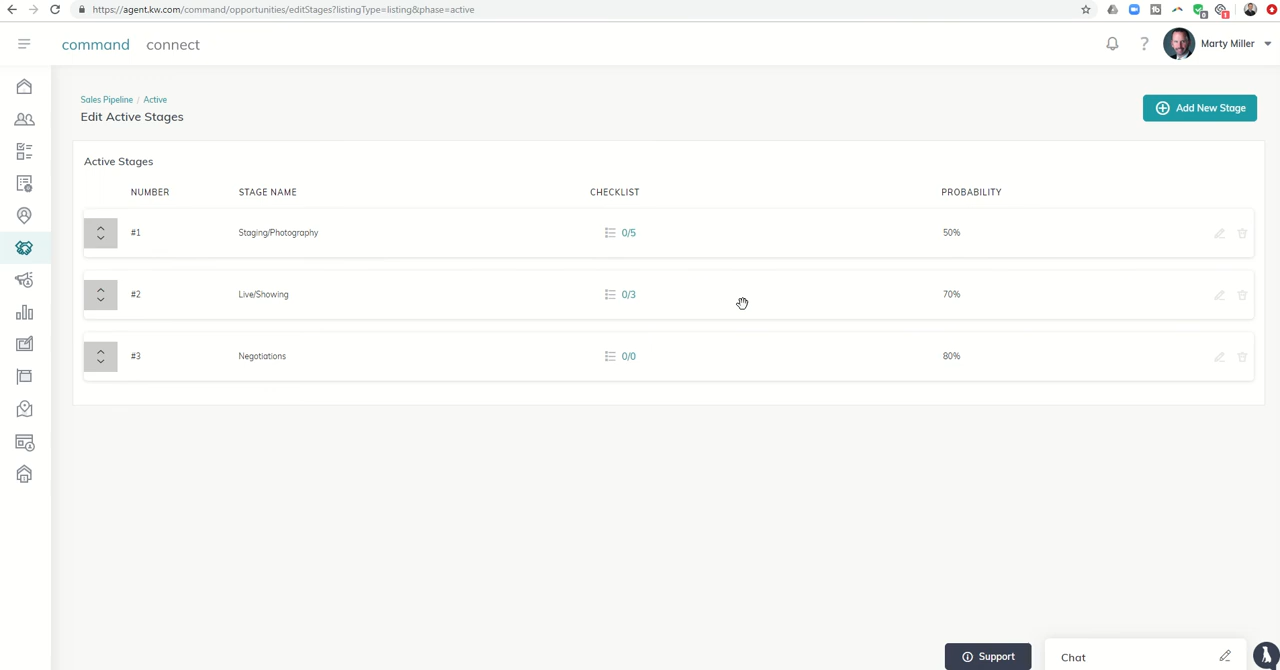 https://agent.kw.com/command/opportunities/editStages?listingType=listing&phase=active
command connect
Marty Miller
Sales Pipeline / Active
Edit Active Stages
Add New Stage
Active Stages
NUMBER STAGE NAME CHECKLIST PROBABILITY
#1 Staging/Photography 0/5 50%
#2 Live/Showing 0/3 70%
#3 Negotiations 0/0 80%
Support
Chat